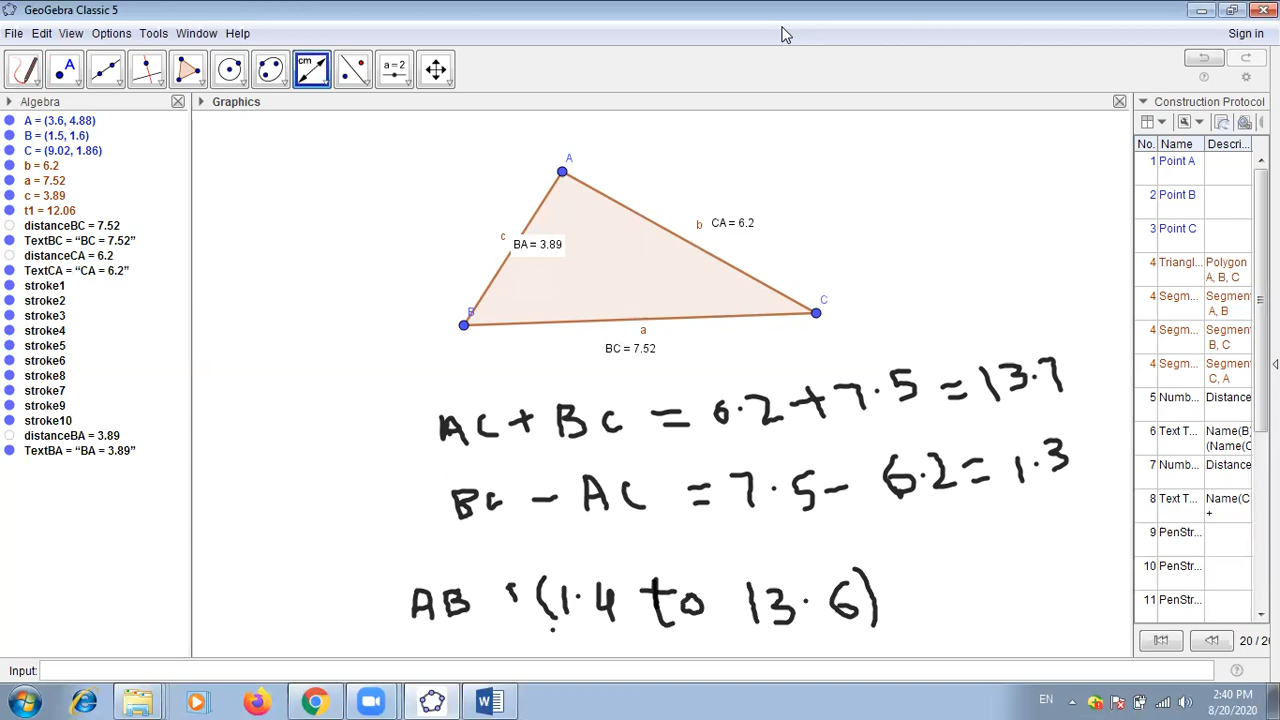 GeoGebra Classic 5
File Edit View Options Tools Window Help
Sign in
cm
A
a = 2
Algebra
Graphics
Construction Protocol
A = (3.6, 4.88)
B = (1.5, 1.6)
C = (9.02, 1.86)
b = 6.2
a = 7.52
c = 3.89
t1 = 12.06
distanceBC = 7.52
TextBC = “BC = 7.52”
distanceCA = 6.2
TextCA = “CA = 6.2”
stroke1
stroke2
stroke3
stroke4
stroke5
stroke6
stroke8
stroke7
stroke9
stroke10
distanceBA = 3.89
TextBA = “BA = 3.89”
A
b CA = 6.2
c
BA = 3.89
B
C
a
BC = 7.52
AC + BC = 6.2 + 7.5 = 13.7
BC - AC = 7.5 - 6.2 = 1.3
AB : (1.4 to 13.6)
No. Name Descri...
1 Point A
2 Point B
3 Point C
4 Triangl... Polygon A, B, C
4 Segm... Segment A, B
4 Segm... Segment B, C
4 Segm... Segment C, A
5 Numb... Distance
6 Text T... Name(B) (Name(C
7 Numb... Distance
8 Text T... Name(C +
9 PenStr...
10 PenStr...
11 PenStr...
20 / 20
Input:
EN
2:40 PM
8/20/2020